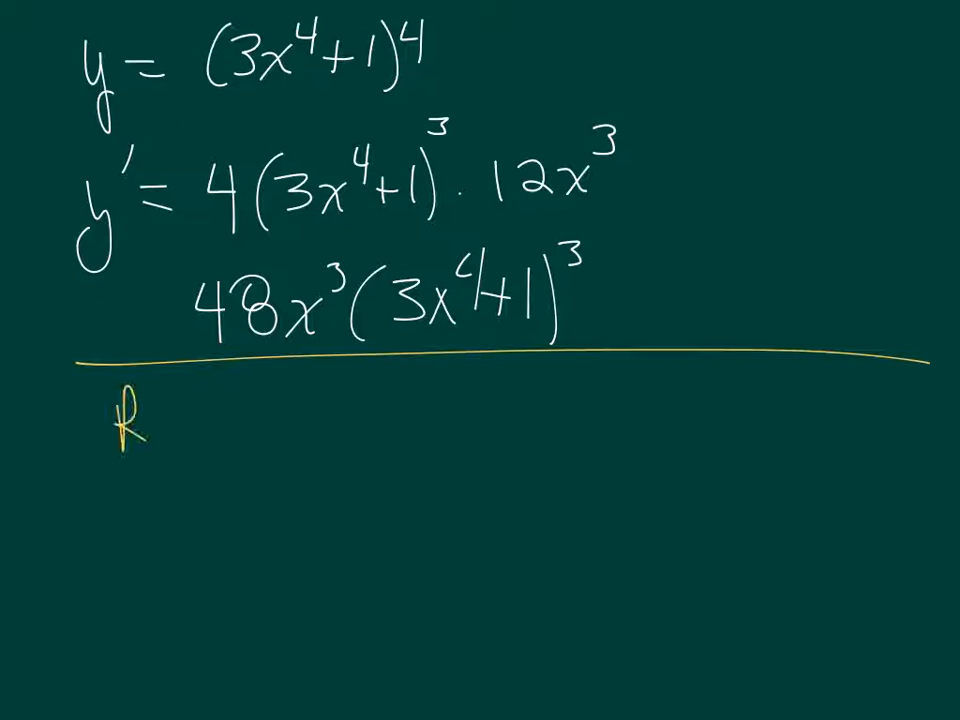 y = (3x⁴+1)⁴
y' = 4(3x⁴+1)³ · 12x³
48x³(3x⁴+1)³
R